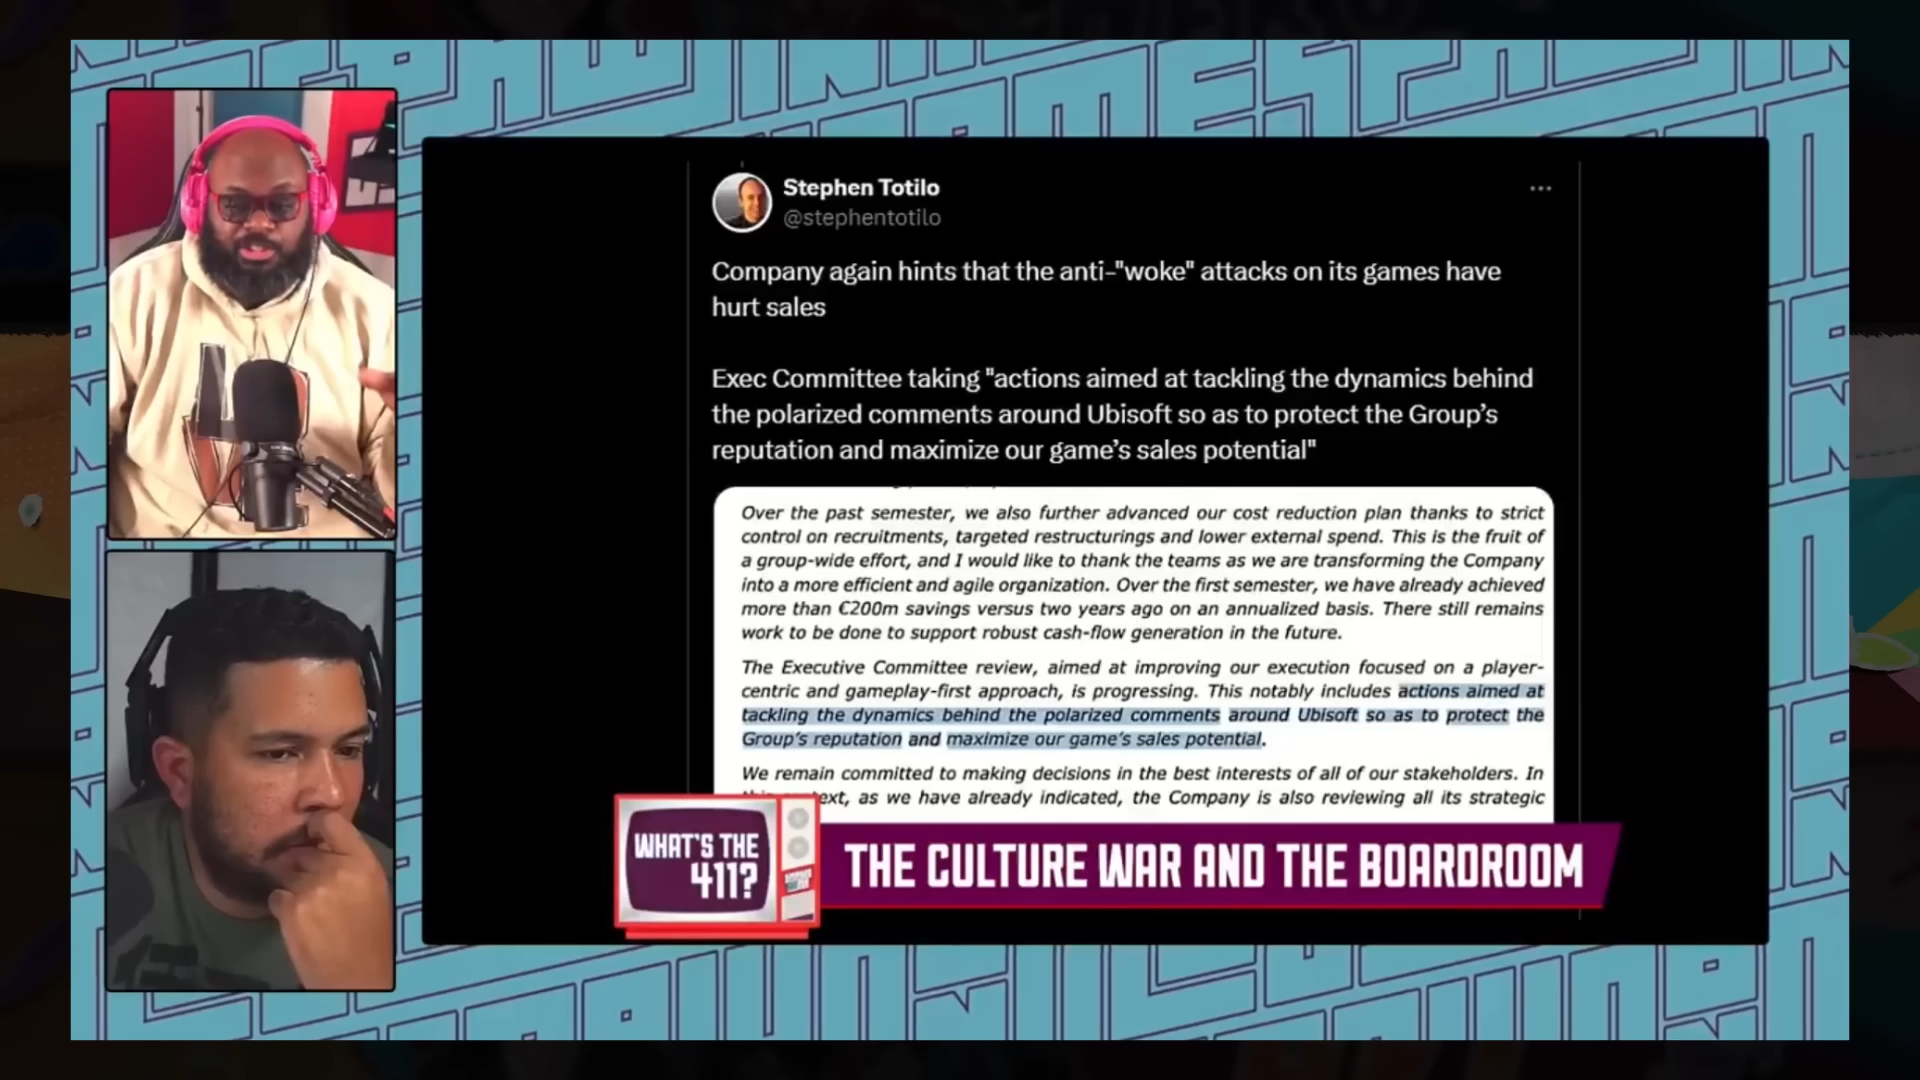 Stephen Totilo
@stephentotilo
Company again hints that the anti-"woke" attacks on its games have
hurt sales
Exec Committee taking "actions aimed at tackling the dynamics behind
the polarized comments around Ubisoft so as to protect the Group's
reputation and maximize our game's sales potential"
Over the past semester, we also further advanced our cost reduction plan thanks to strict
control on recruitments, targeted restructurings and lower external spend. This is the fruit of
a group-wide effort, and I would like to thank the teams as we are transforming the Company
into a more efficient and agile organization. Over the first semester, we have already achieved
more than €200m savings versus two years ago on an annualized basis. There still remains
work to be done to support robust cash-flow generation in the future.
The Executive Committee review, aimed at improving our execution focused on a player-
centric and gameplay-first approach, is progressing. This notably includes actions aimed at
tackling the dynamics behind the polarized comments around Ubisoft so as to protect the
Group's reputation and maximize our game's sales potential.
We remain committed to making decisions in the best interests of all of our stakeholders. In
as we have already indicated, the Company is also reviewing all its strategic
WHAT'S THE
411?
THE CULTURE WAR AND THE BOARDROOM